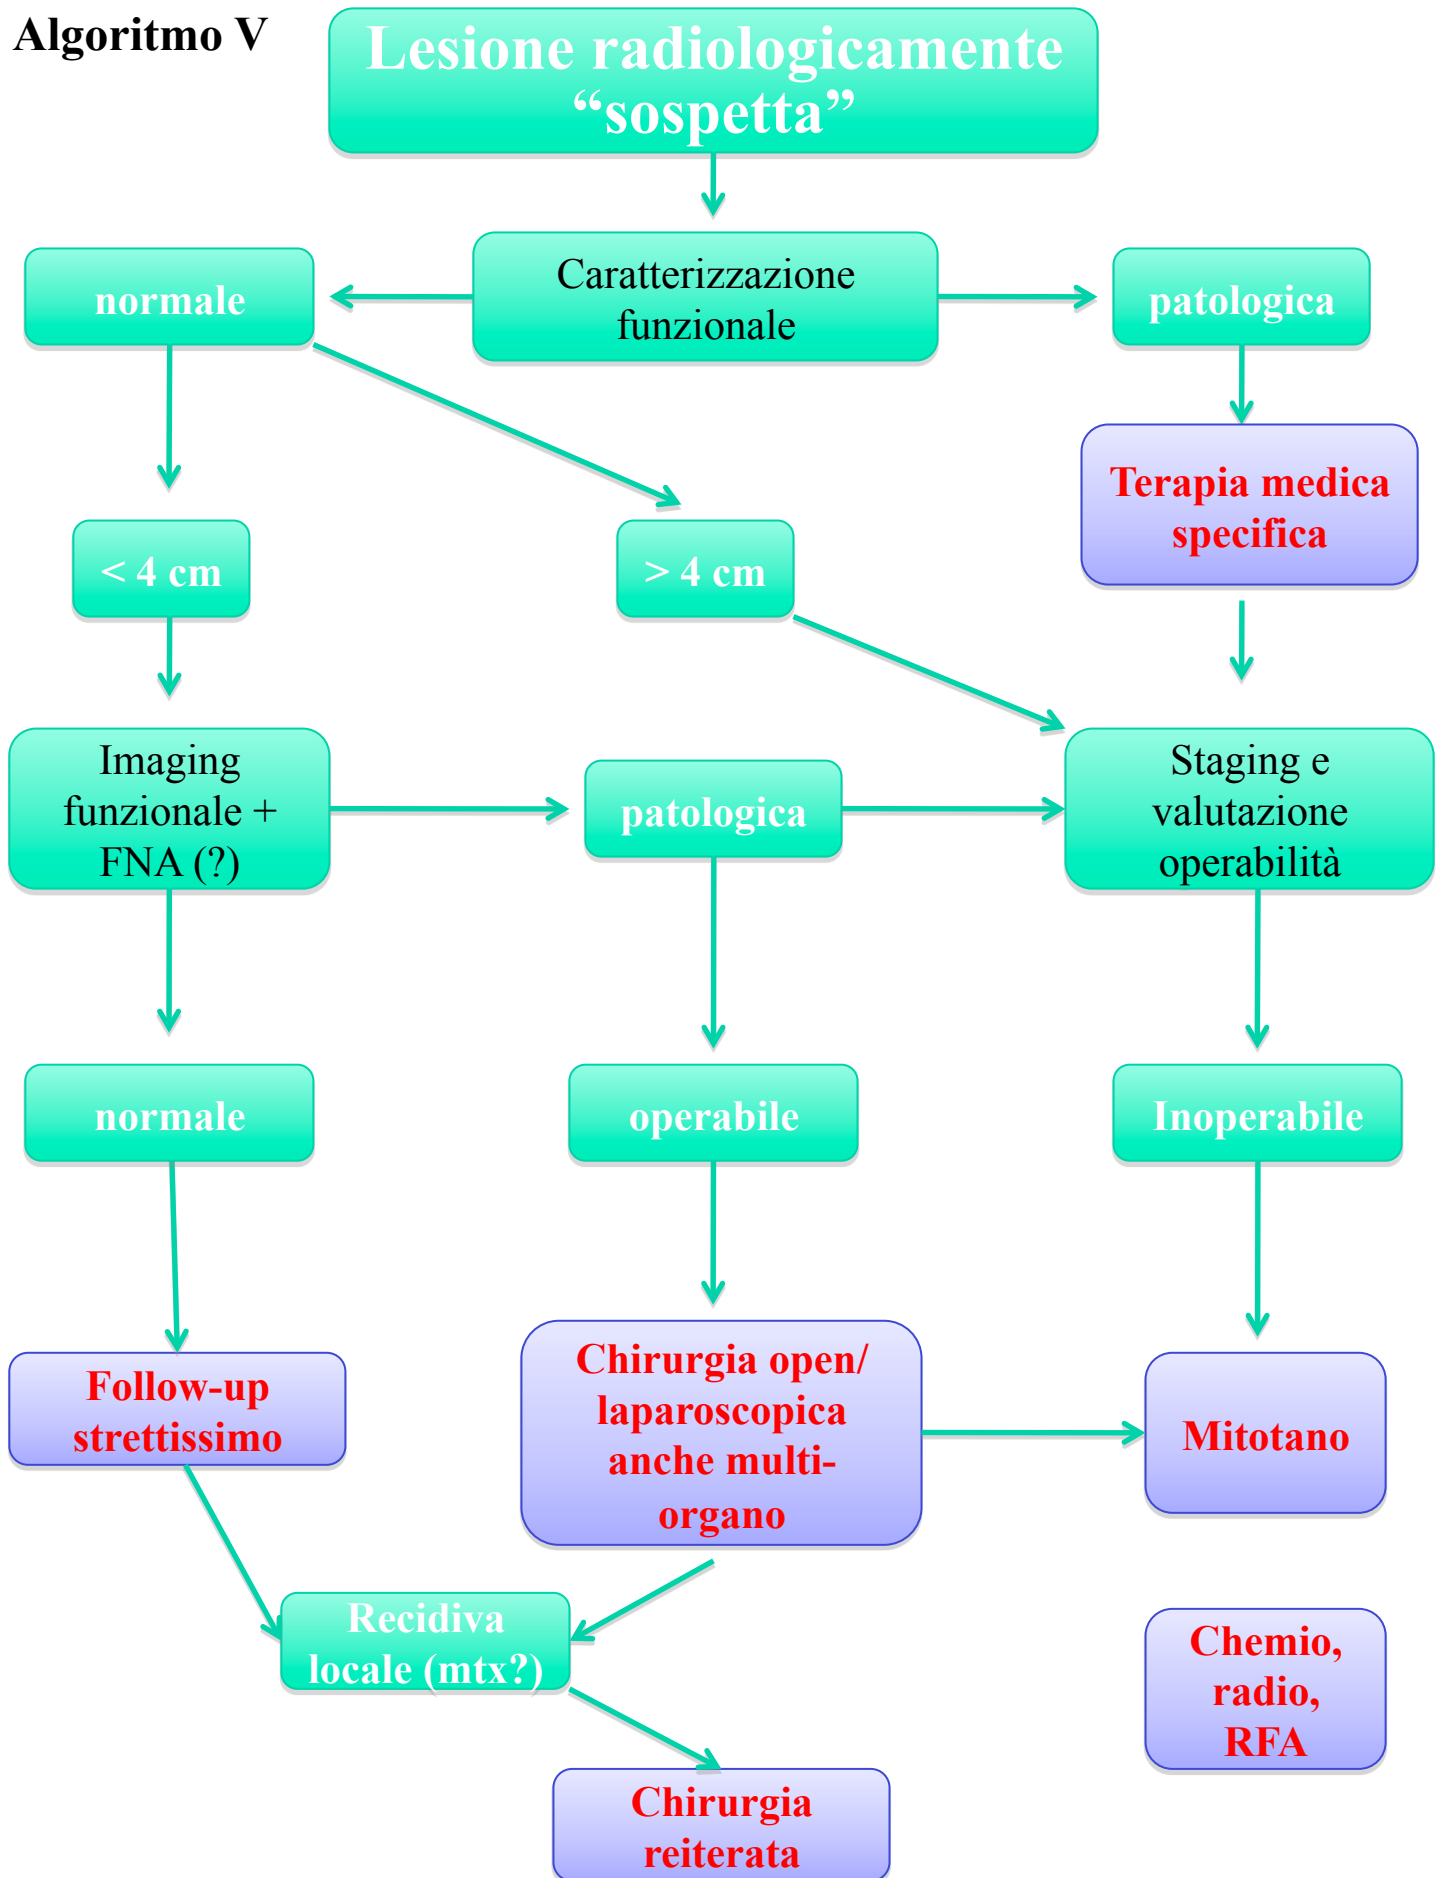 Algoritmo V
Lesione radiologicamente
“sospetta”
normale
Caratterizzazione
funzionale
patologica
Terapia medica
specifica
< 4 cm
> 4 cm
Imaging
funzionale +
FNA (?)
patologica
Staging e
valutazione
operabilità
normale
operabile
Inoperabile
Follow-up
strettissimo
Chirurgia open/
laparoscopica
anche multi-
organo
Mitotano
Recidiva
locale (mtx?)
Chemio,
radio,
RFA
Chirurgia
reiterata